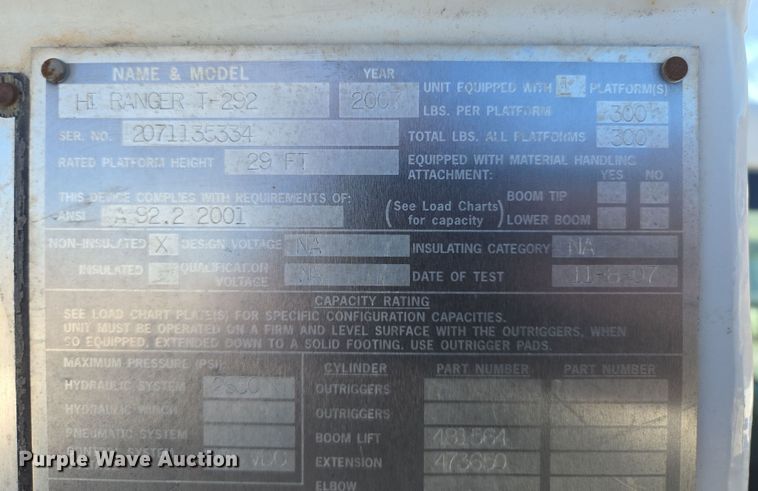 NAME & MODEL YEAR UNIT EQUIPPED WITH 1 PLATFORM(S)
HI RANGER T-292 2007 LBS. PER PLATFORM 300
SER. NO. 2071135334 TOTAL LBS. ALL PLATFORMS 300
RATED PLATFORM HEIGHT 29 FT EQUIPPED WITH MATERIAL HANDLING
ATTACHMENT: YES NO
THIS DEVICE COMPLIES WITH REQUIREMENTS OF: (See Load Charts for capacity) BOOM TIP
ANSI A 92.2 2001 LOWER BOOM
NON-INSULATED X DESIGN VOLTAGE NA INSULATING CATEGORY NA
INSULATED - QUALIFICATION VOLTAGE NA DATE OF TEST 11-8-07
CAPACITY RATING
SEE LOAD CHART PLATE(S) FOR SPECIFIC CONFIGURATION CAPACITIES.
UNIT MUST BE OPERATED ON A FIRM AND LEVEL SURFACE WITH THE OUTRIGGERS, WHEN
SO EQUIPPED, EXTENDED DOWN TO A SOLID FOOTING. USE OUTRIGGER PADS.
MAXIMUM PRESSURE (PSI): CYLINDER PART NUMBER PART NUMBER
HYDRAULIC SYSTEM OUTRIGGERS
HYDRAULIC WINCH OUTRIGGERS
PNEUMATIC SYSTEM BOOM LIFT 481564
VDC EXTENSION 473650
ELBOW
Purple Wave Auction